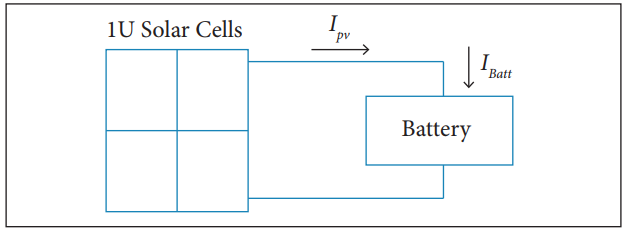 1U Solar Cells
I_pv
I_Batt
Battery